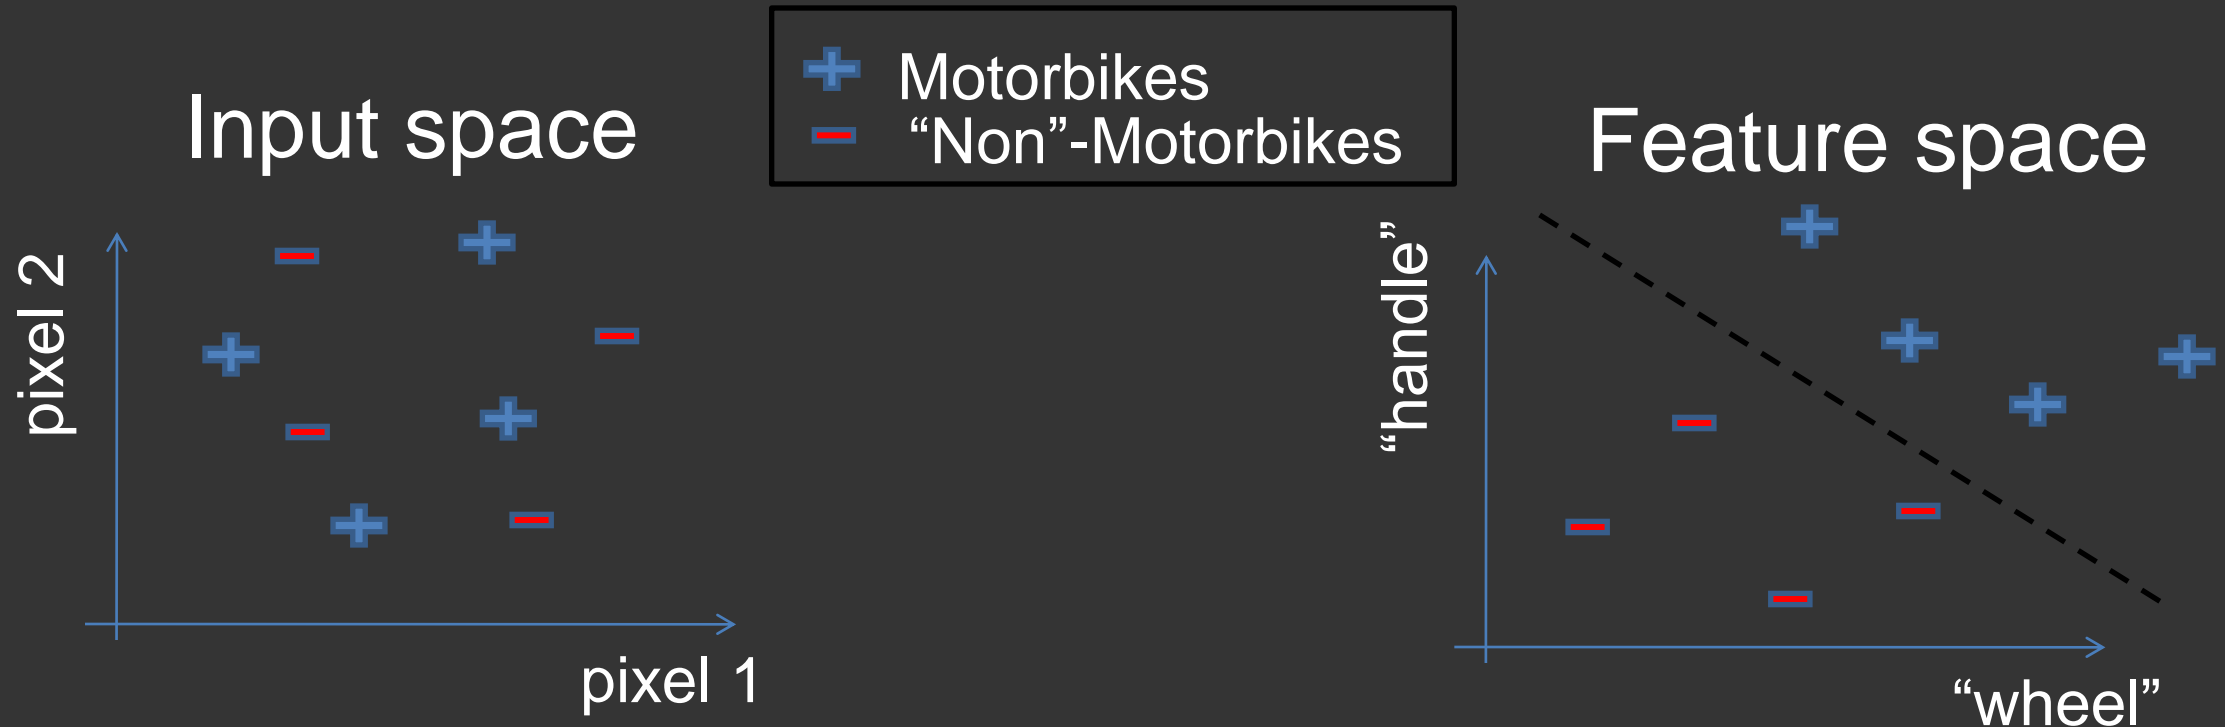 Motorbikes
“Non”-Motorbikes
Input space
pixel 2
pixel 1
Feature space
“handle”
“wheel”